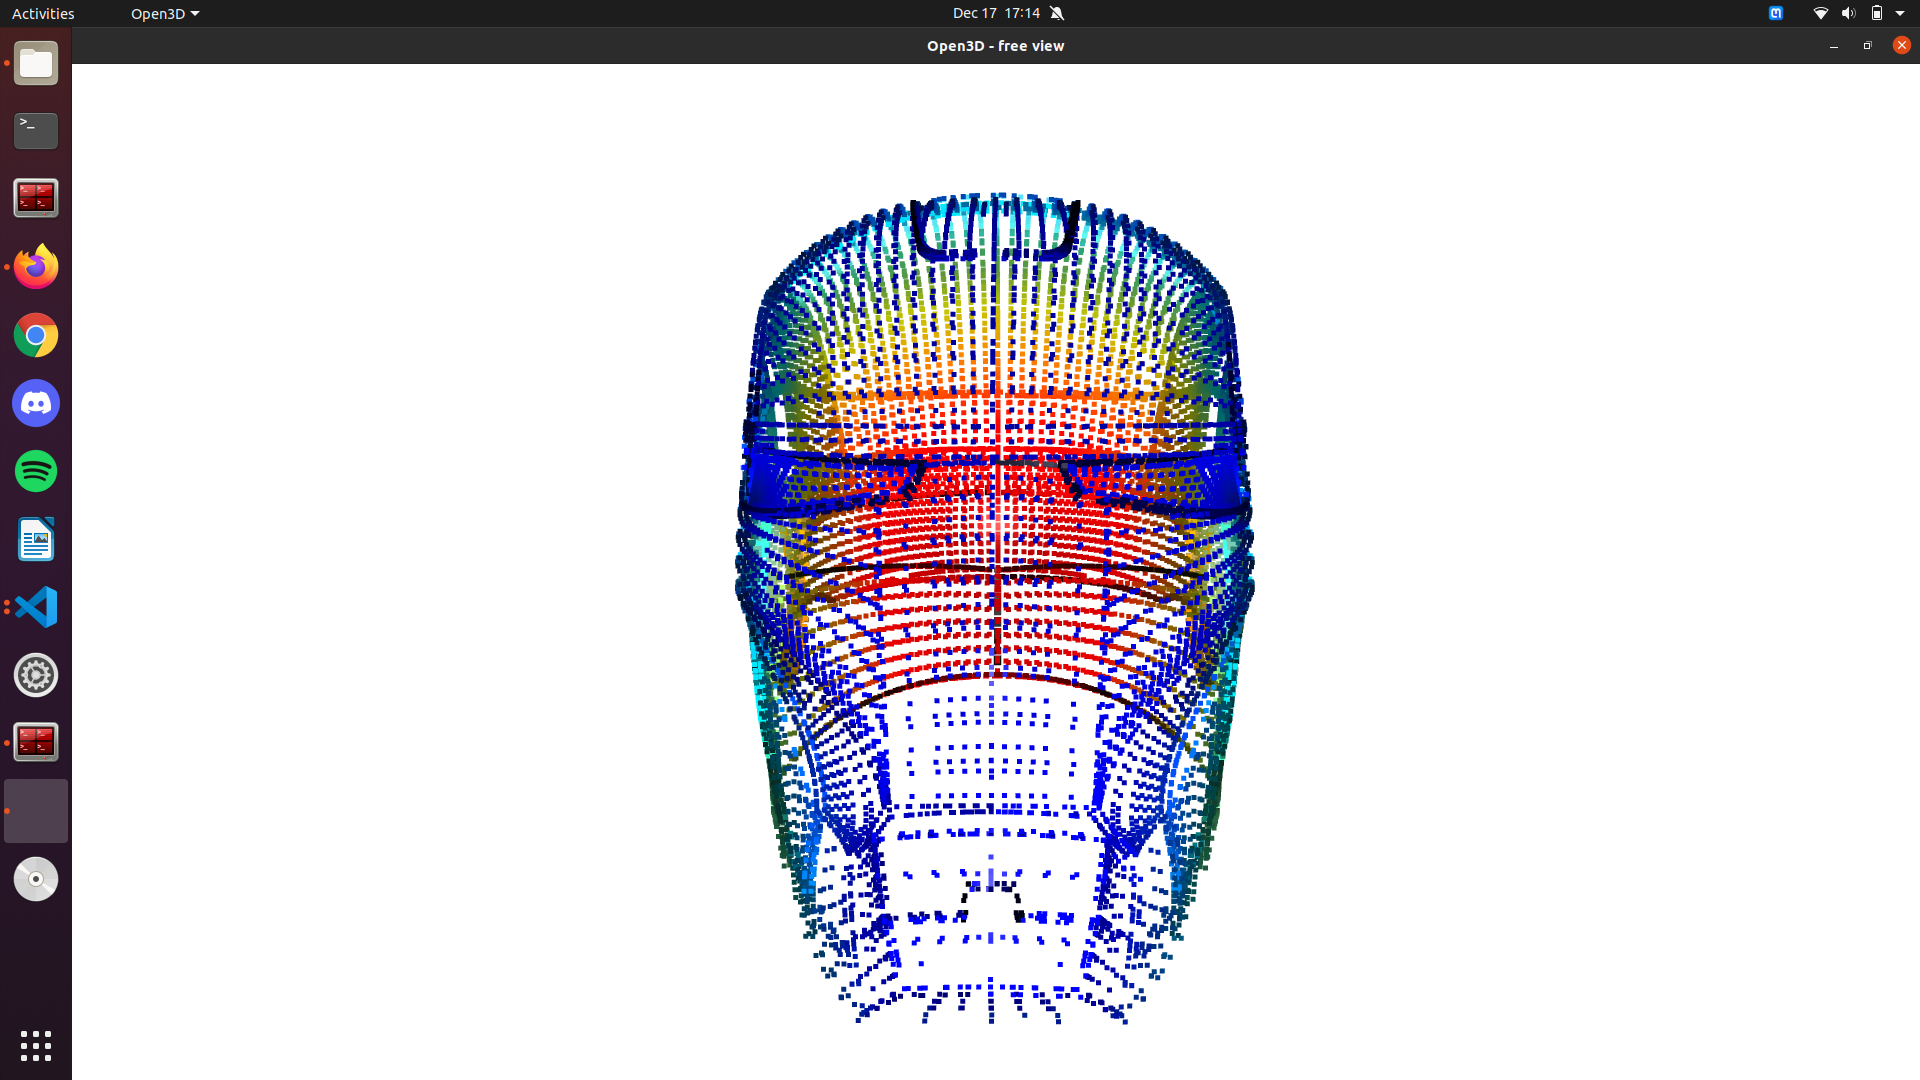 Activities
Open3D
Dec 17 17:14
Open3D - free view